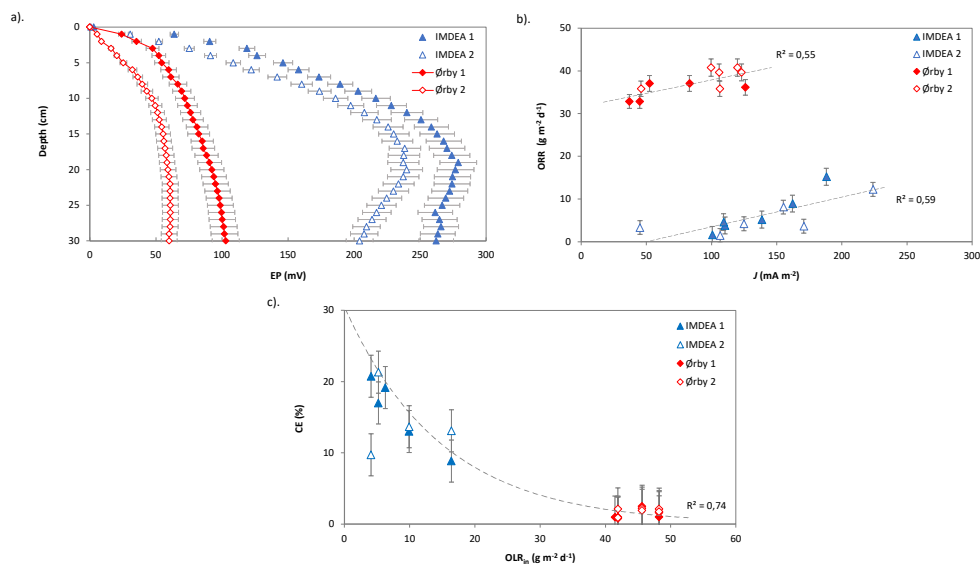 a).
0 50 100 150 200 250 300
0
5
10
15
20
25
30
Depth (cm)
EP (mV)
IMDEA 1
IMDEA 2
Ørby 1
Ørby 2
b).
50
40
30
20
10
0
ORR (g m-2 d-1)
0 50 100 150 200 250 300
J (mA m-2)
R² = 0,55
R² = 0,59
IMDEA 1
IMDEA 2
Ørby 1
Ørby 2
c).
30
20
10
0
CE (%)
0 10 20 30 40 50 60
OLRin (g m-2 d-1)
R² = 0,74
IMDEA 1
IMDEA 2
Ørby 1
Ørby 2